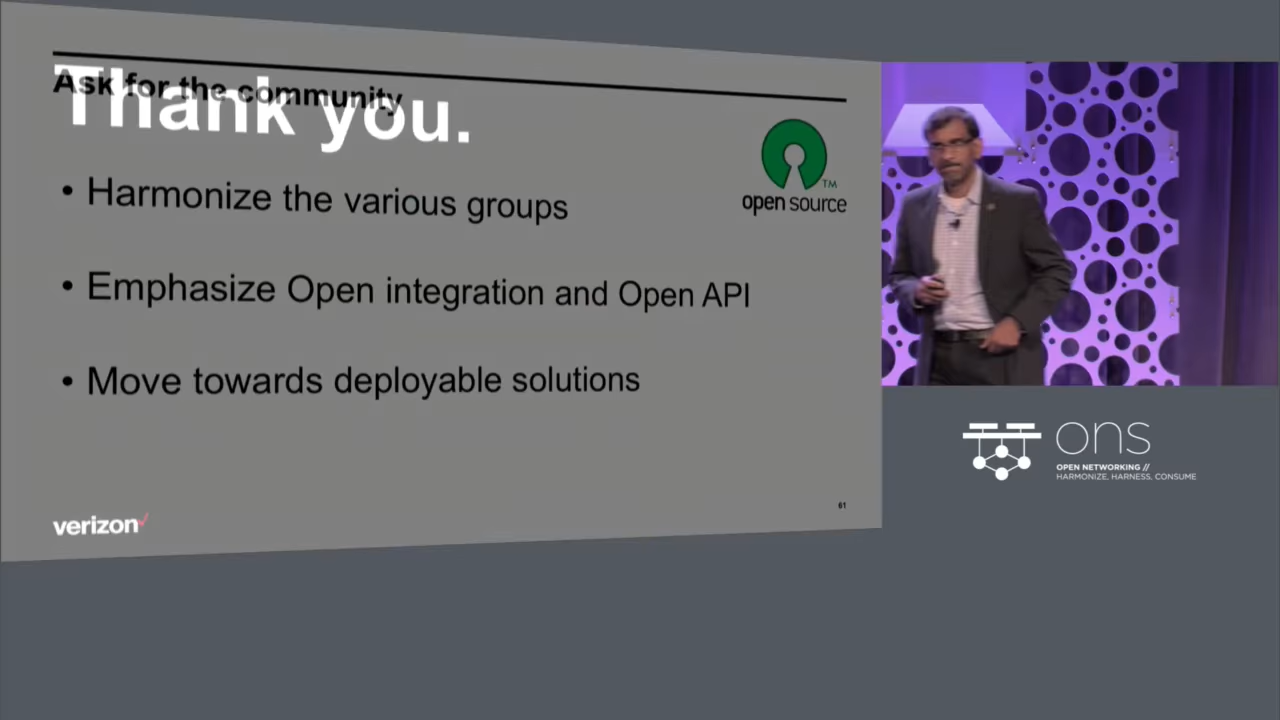 Ask for the community
Thank you.
• Harmonize the various groups
• Emphasize Open integration and Open API
• Move towards deployable solutions
TM
open source
verizon
61
ons
OPEN NETWORKING //
HARMONIZE, HARNESS, CONSUME